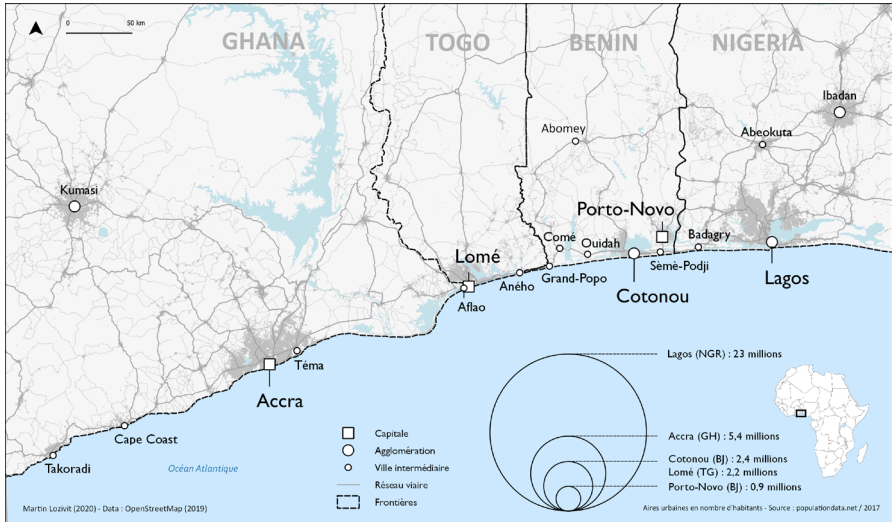 0 50 km
GHANA
TOGO
BENIN
NIGERIA
Ibadan
Abeokuta
Abomey
Kumasi
Porto-Novo
Comé
Ouidah
Badagry
Lomé
Sèmè-Podji
Grand-Popo
Aného
Aflao
Cotonou
Lagos
Téma
Accra
Cape Coast
Takoradi
Océan Atlantique
Capitale
Agglomération
Ville intermédiaire
Réseau viaire
Frontières
Lagos (NGR) : 23 millions
Accra (GH) : 5,4 millions
Cotonou (BJ) : 2,4 millions
Lomé (TG) : 2,2 millions
Porto-Novo (BJ) : 0,9 millions
Martin Lozivit (2020) - Data : OpenStreetMap (2019)
Aires urbaines en nombre d'habitants - Source : populationdata.net / 2017